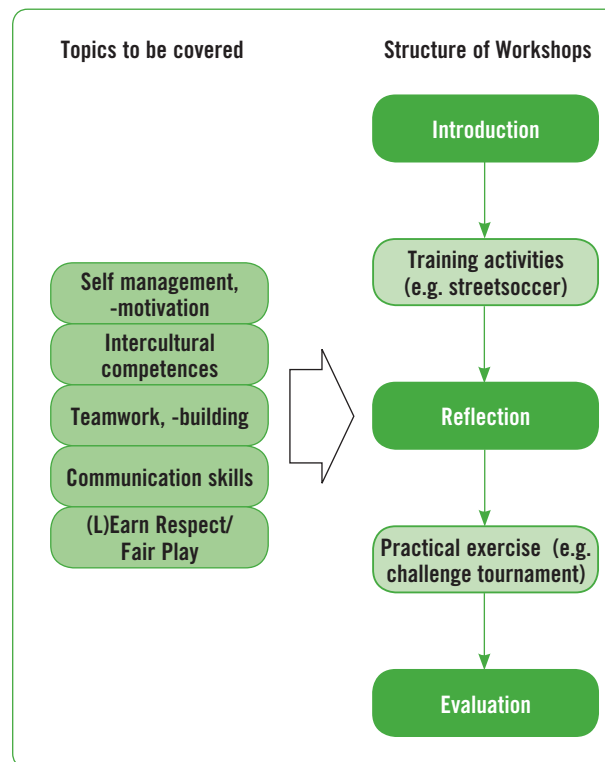 Topics to be covered
Self management,
-motivation
Intercultural
competences
Teamwork, -building
Communication skills
(L)Earn Respect/
Fair Play
Structure of Workshops
Introduction
Training activities
(e.g. streetsoccer)
Reflection
Practical exercise (e.g.
challenge tournament)
Evaluation